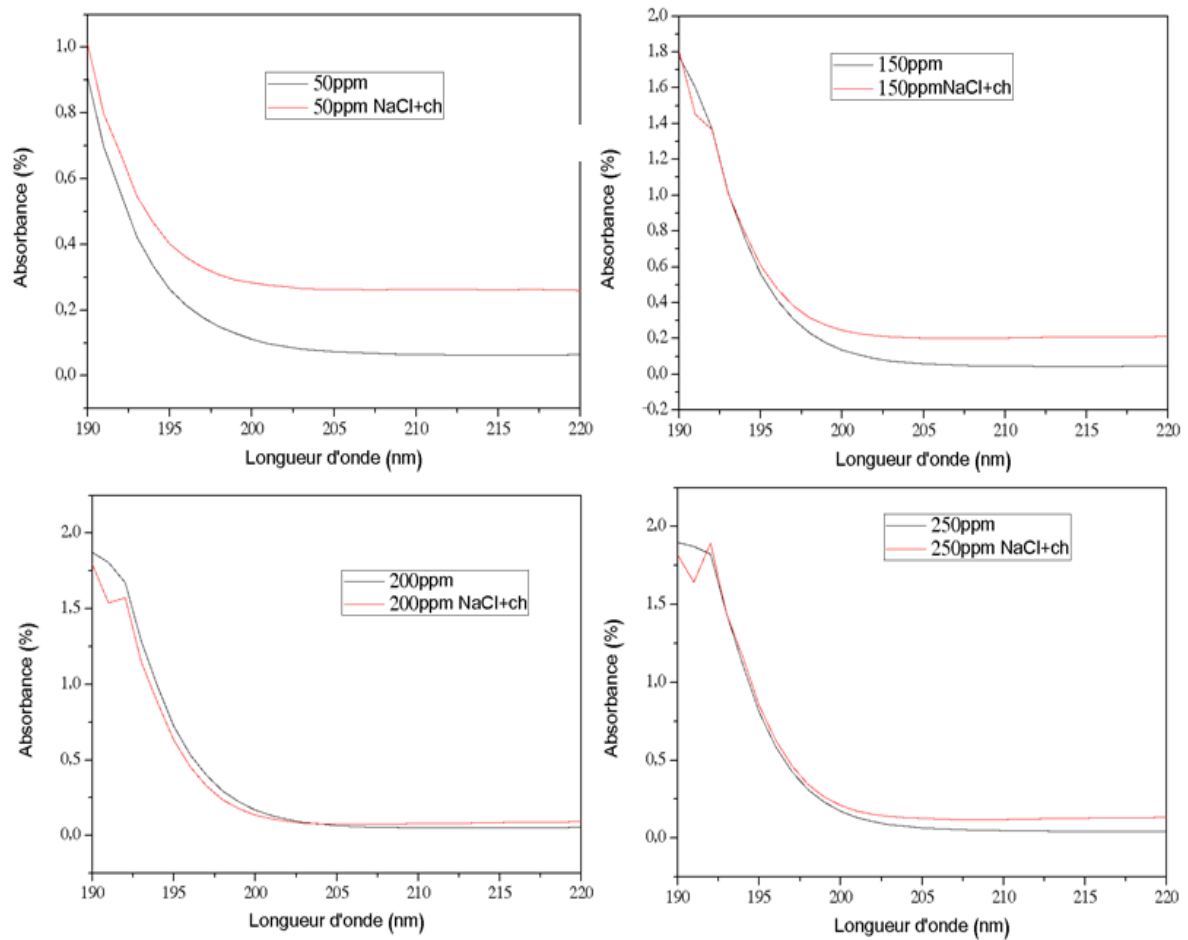 1,0
0,8
0,6
0,4
0,2
0,0
Absorbance (%)
50ppm
50ppm NaCl+ch
190 195 200 205 210 215 220
Longueur d'onde (nm)
2,0
1,8
1,6
1,4
1,2
1,0
0,8
0,6
0,4
0,2
0,0
-0,2
Absorbance (%)
150ppm
150ppmNaCl+ch
190 195 200 205 210 215 220
Longueur d'onde (nm)
2,0
1,5
1,0
0,5
0,0
Absorbance (%)
200ppm
200ppm NaCl+ch
190 195 200 205 210 215 220
Longueur d'onde (nm)
2,0
1,5
1,0
0,5
0,0
Absorbance (%)
250ppm
250ppm NaCl+ch
190 195 200 205 210 215 220
Longueur d'onde (nm)